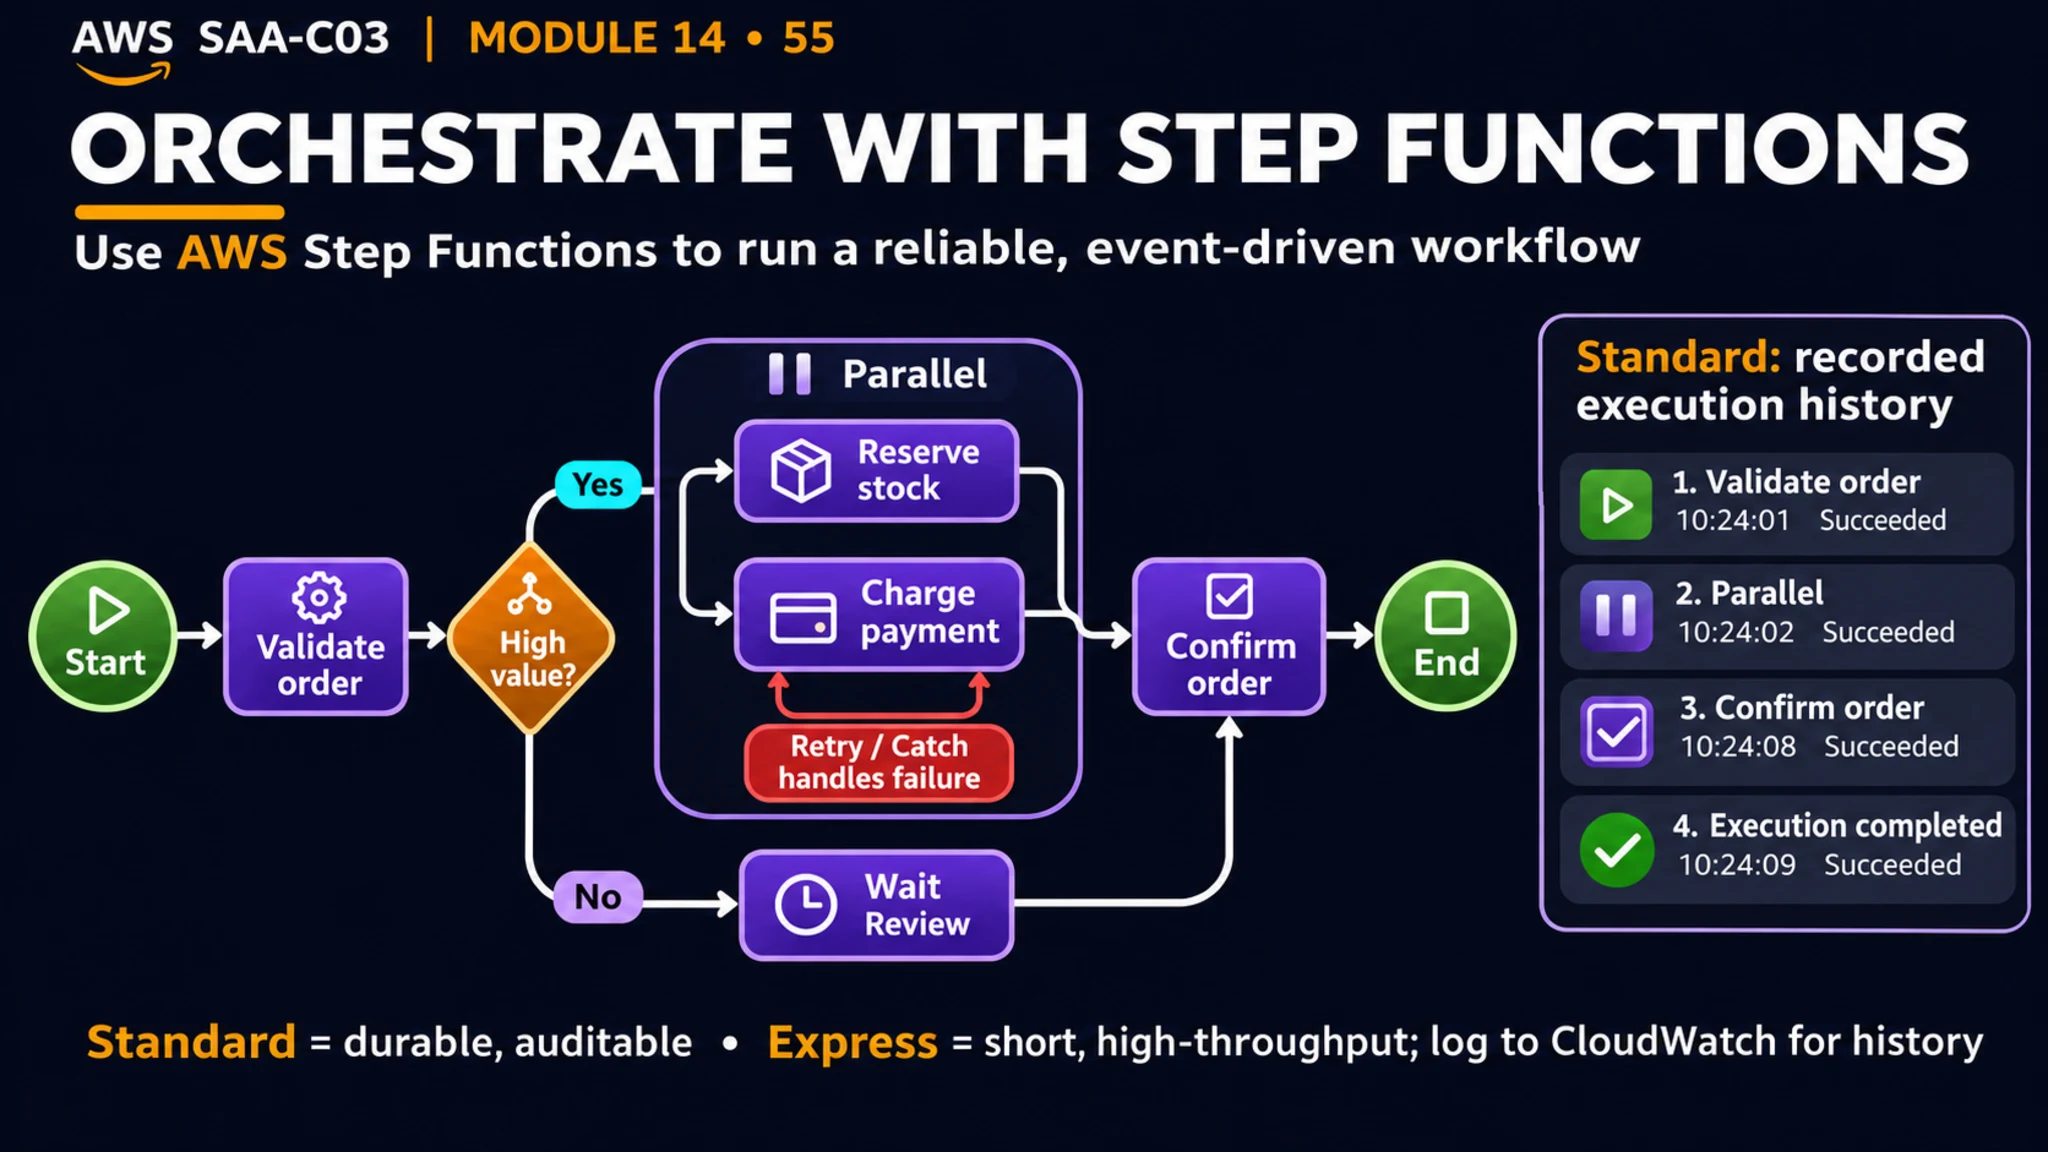 AWS SAA-C03 | MODULE 14 • 55
ORCHESTRATE WITH STEP FUNCTIONS
Use AWS Step Functions to run a reliable, event-driven workflow
Start
Validate
order
High
value?
Yes
No
Parallel
Reserve
stock
Charge
payment
Retry / Catch
handles failure
Wait
Review
Confirm
order
End
Standard: recorded
execution history
1. Validate order
10:24:01 Succeeded
2. Parallel
10:24:02 Succeeded
3. Confirm order
10:24:08 Succeeded
4. Execution completed
10:24:09 Succeeded
Standard = durable, auditable • Express = short, high-throughput; log to CloudWatch for history